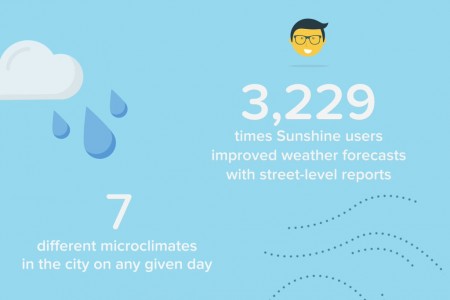 3,229
times Sunshine users
improved weather forecasts
with street-level reports
7
different microclimates
in the city on any given day